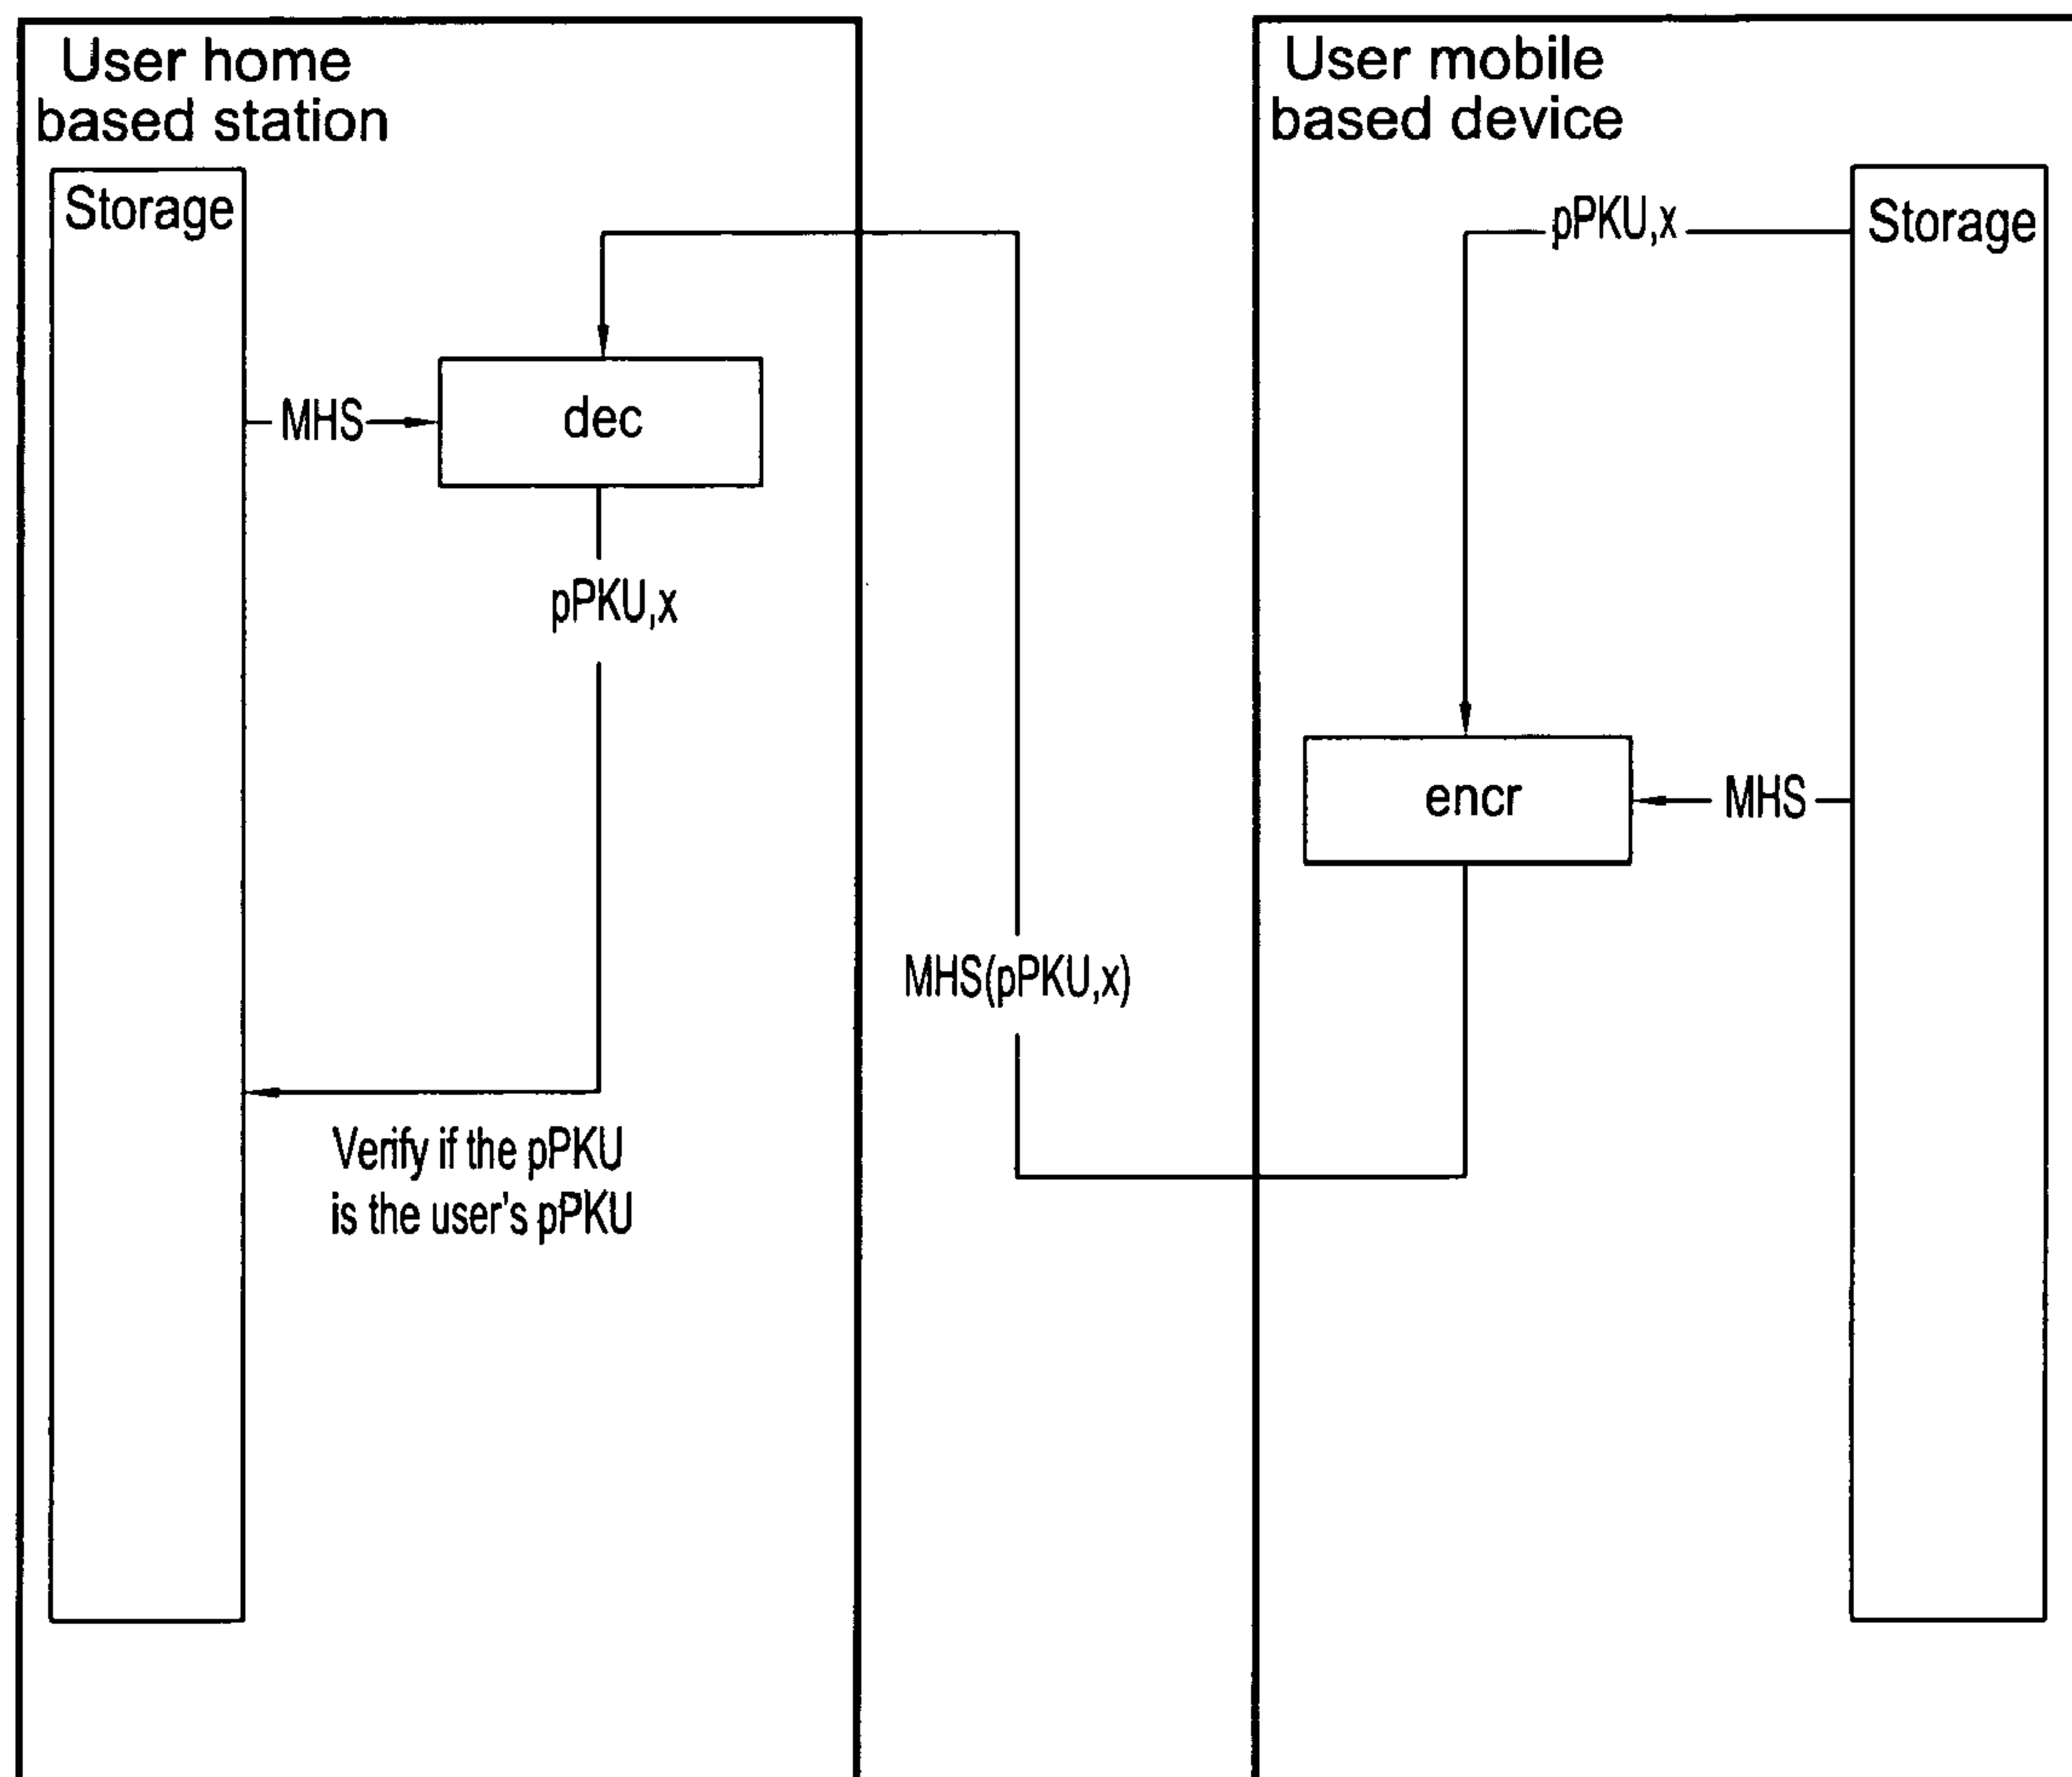 User home
based station
Storage
MHS
dec
pPKU,x
Verify if the pPKU
is the user's pPKU
MHS(pPKU,x)
User mobile
based device
pPKU,x
Storage
encr
MHS